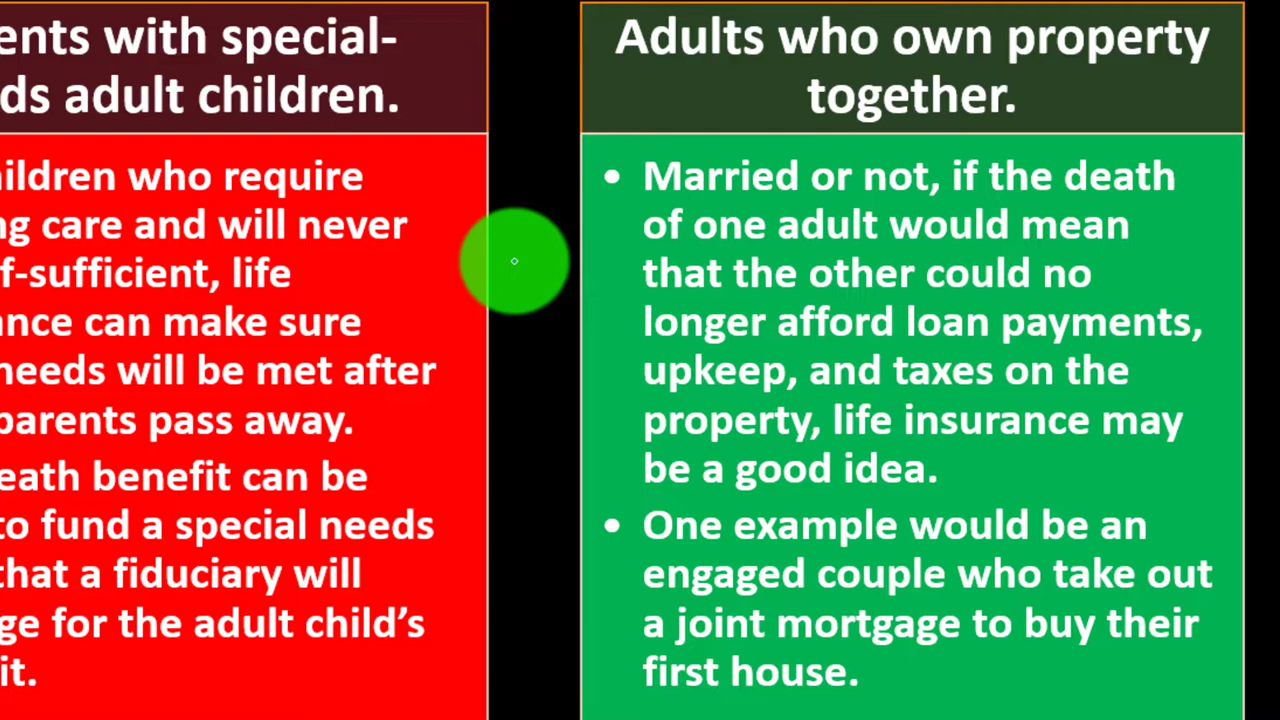 ents with special-
ds adult children.
ildren who require
ng care and will never
f-sufficient, life
ance can make sure
needs will be met after
parents pass away.
eath benefit can be
to fund a special needs
that a fiduciary will
ge for the adult child’s
it.
Adults who own property
together.
• Married or not, if the death
of one adult would mean
that the other could no
longer afford loan payments,
upkeep, and taxes on the
property, life insurance may
be a good idea.
• One example would be an
engaged couple who take out
a joint mortgage to buy their
first house.